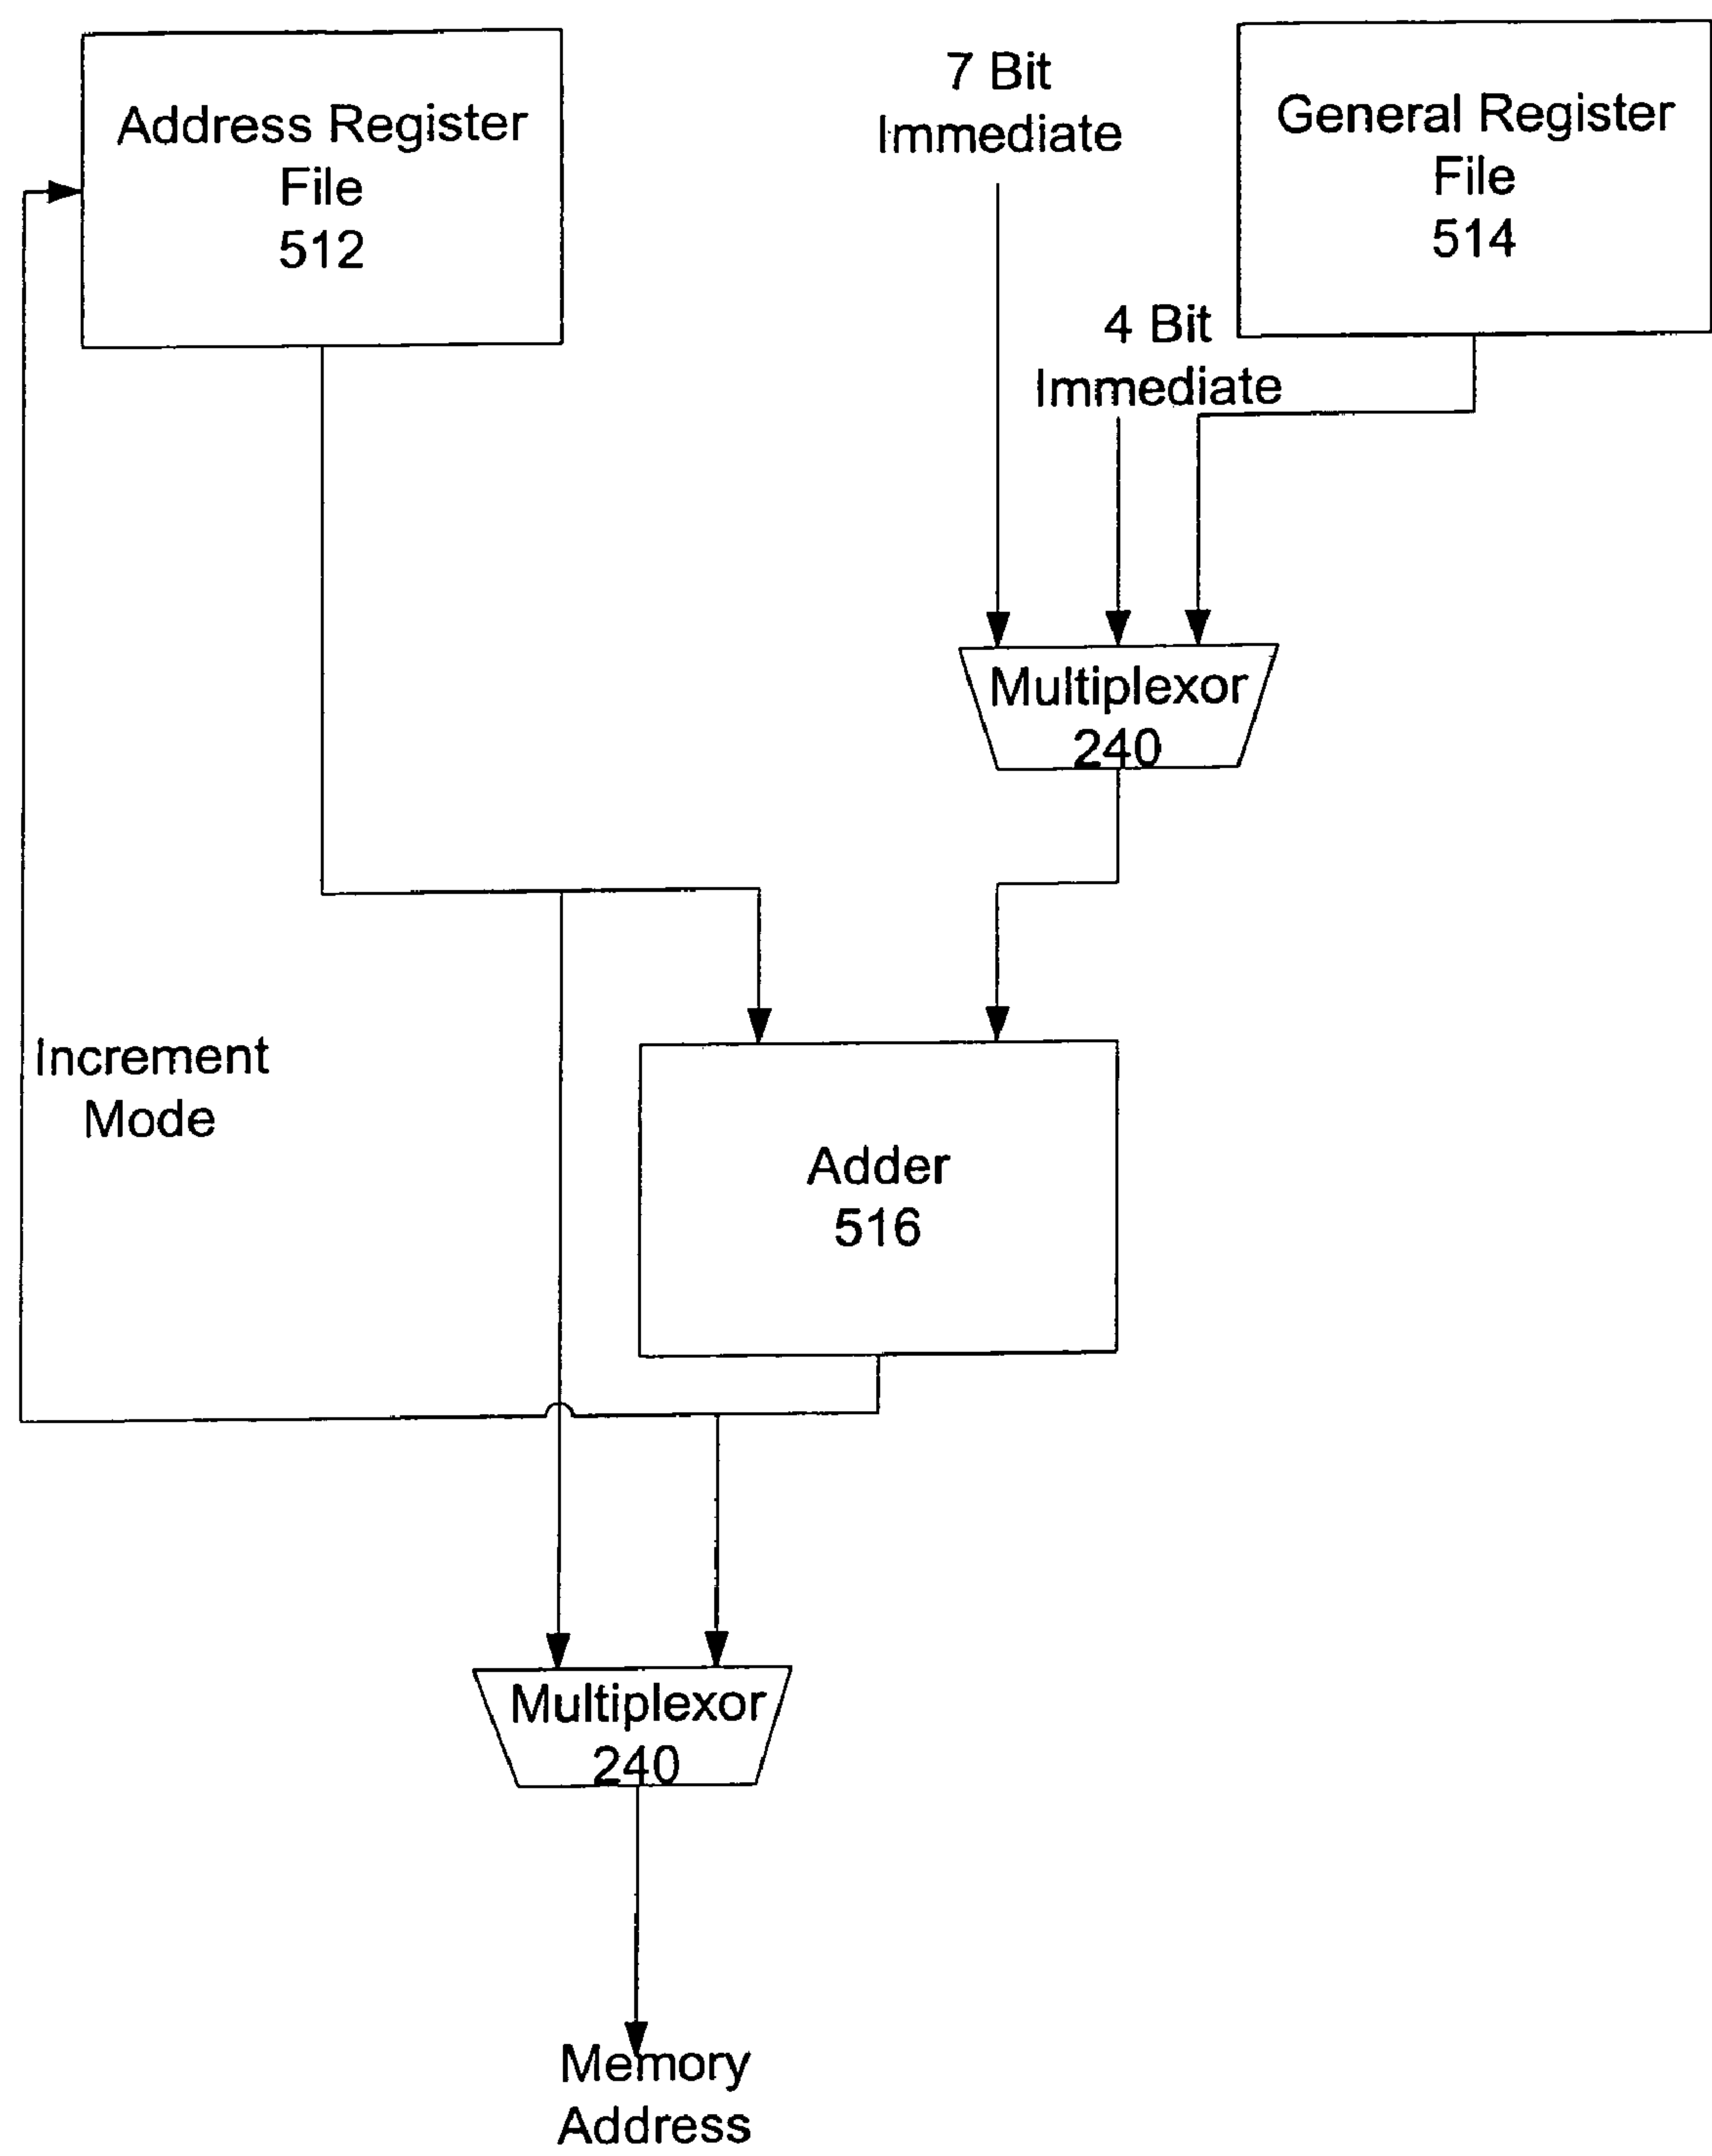 Address Register
File
512
7 Bit
Immediate
General Register
File
514
4 Bit
Immediate
Multiplexor
240
Increment
Mode
Adder
516
Multiplexor
240
Memory
Address